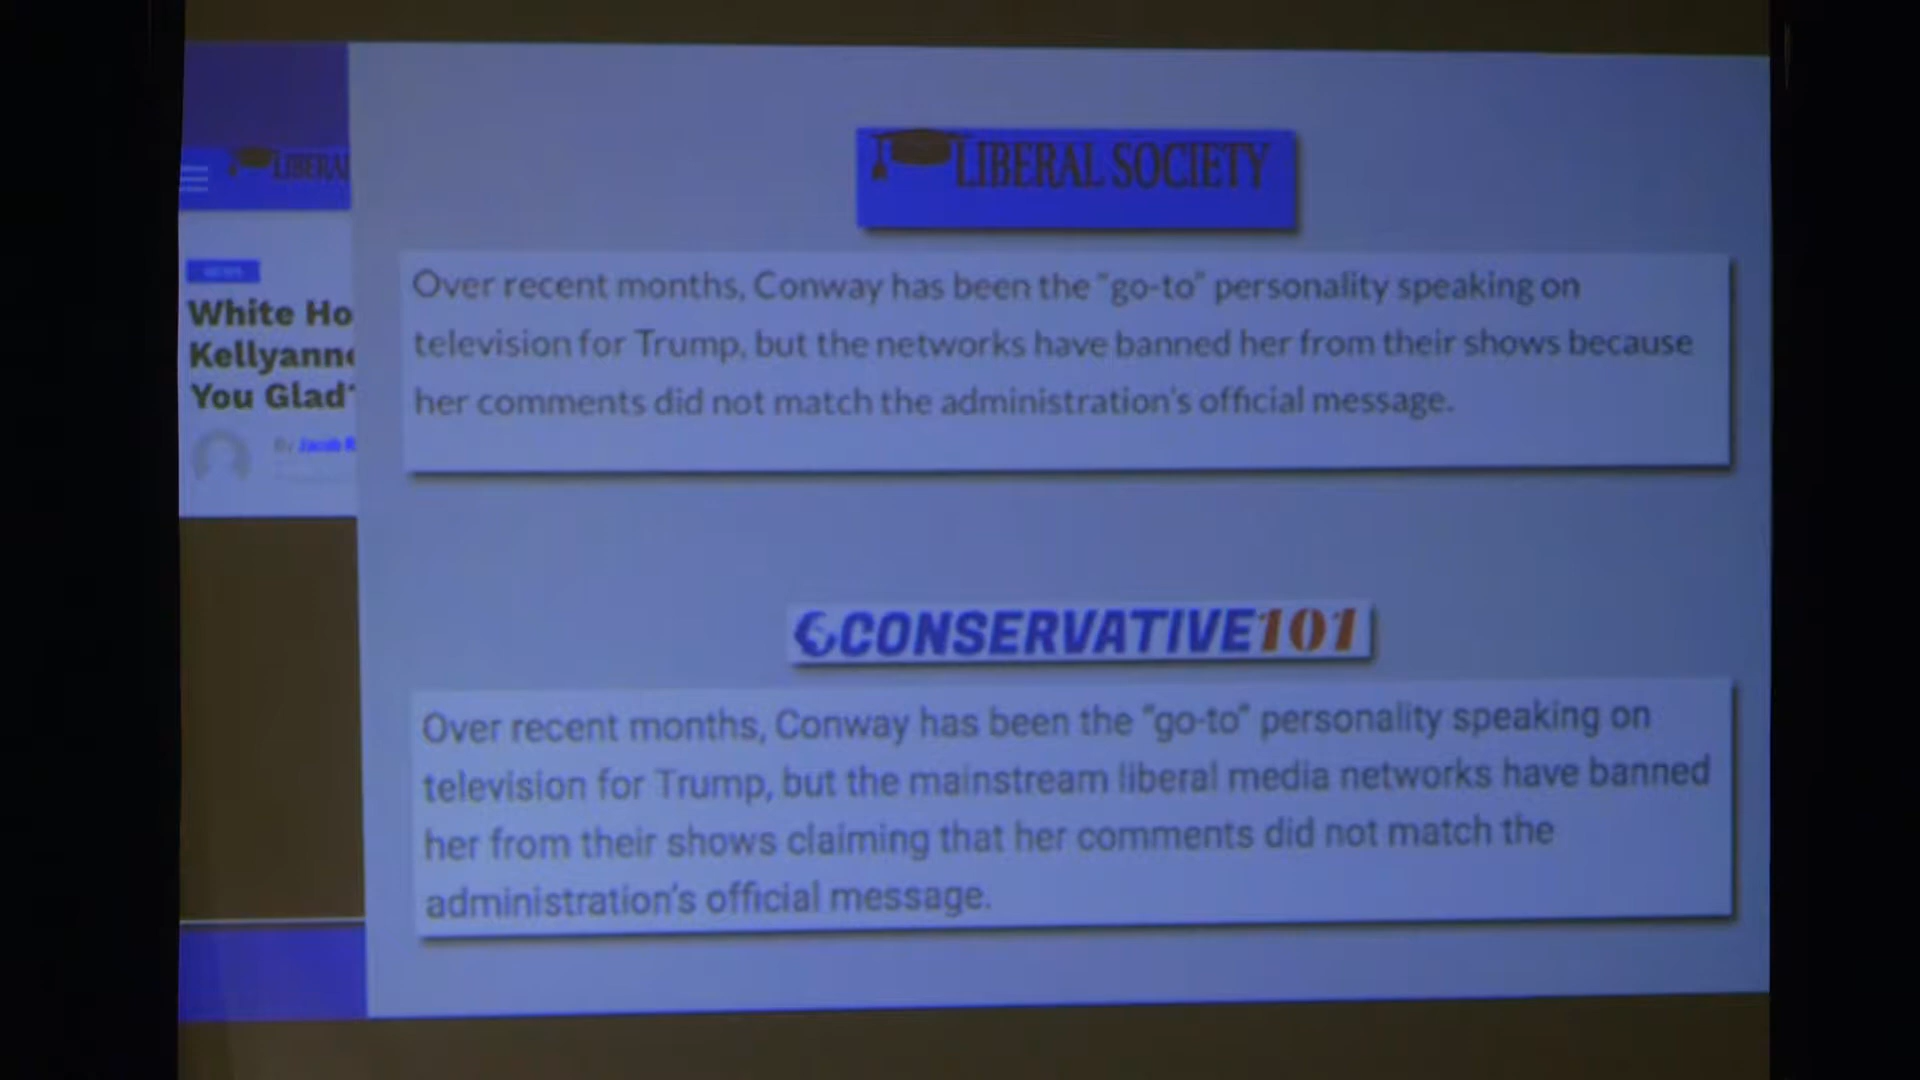 LIBERAL SOCIETY
Over recent months, Conway has been the "go-to" personality speaking on
television for Trump, but the networks have banned her from their shows because
her comments did not match the administration's official message.
CONSERVATIVE101
Over recent months, Conway has been the "go-to" personality speaking on
television for Trump, but the mainstream liberal media networks have banned
her from their shows claiming that her comments did not match the
administration's official message.
LIBERAL
NEWS
White Ho
Kellyanne
You Glad
By Jacob R